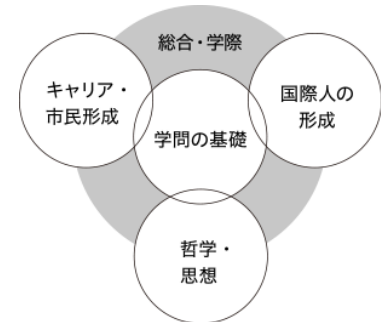 総合・学際
キャリア・
市民形成
国際人の
形成
学問の基礎
哲学・
思想